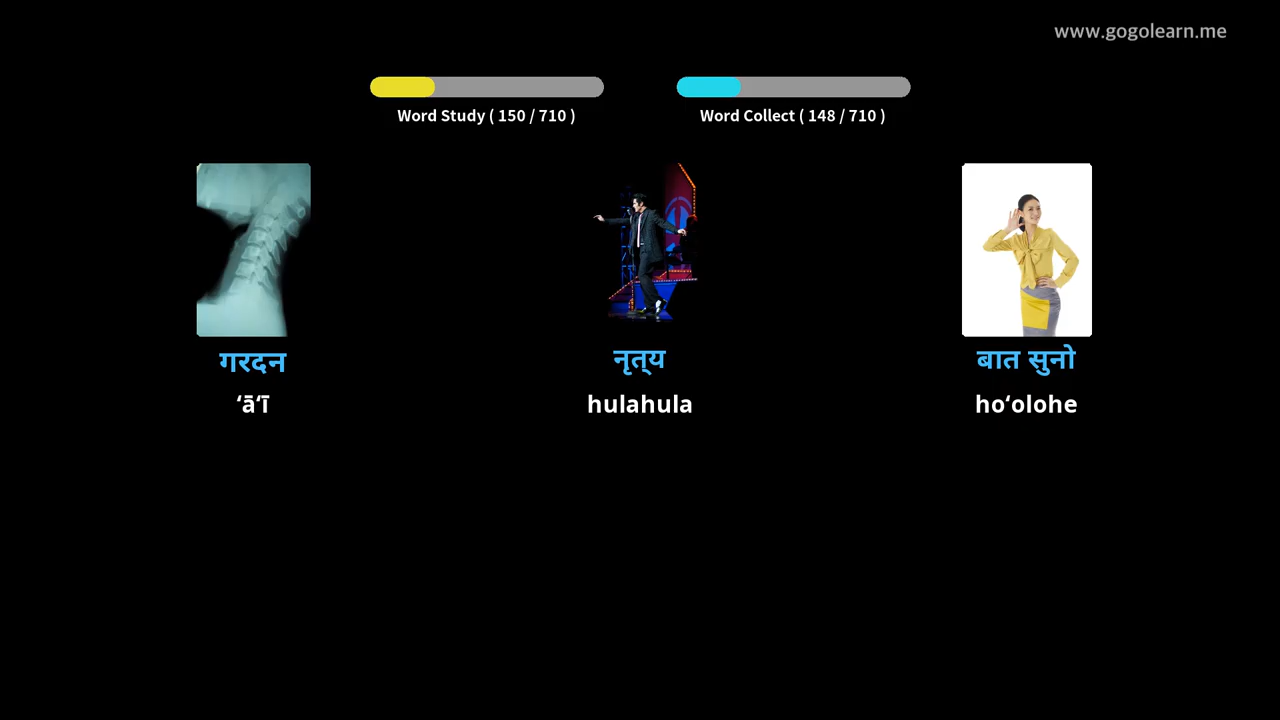 www.gogolearn.me
Word Study ( 150 / 710 )
Word Collect ( 148 / 710 )
गरदन
नृत्य
बात सुनो
ʻāʻī
hulahula
hoʻolohe